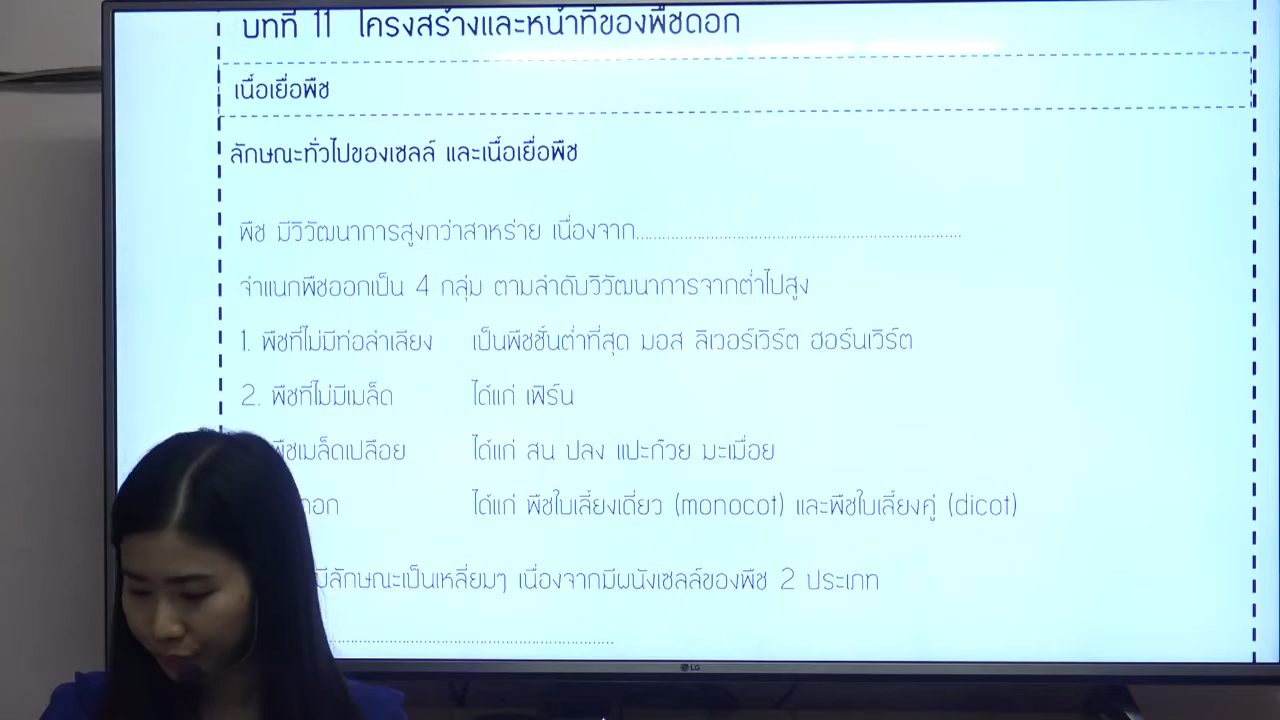 บทที่ 11 โครงสร้างและหน้าที่ของพืชดอก
เนื้อเยื่อพืช
ลักษณะทั่วไปของเซลล์ และเนื้อเยื่อพืช
พืช มีวิวัฒนาการสูงกว่าสาหร่าย เนื่องจาก..............................................................................
จำแนกพืชออกเป็น 4 กลุ่ม ตามลำดับวิวัฒนาการจากต่ำไปสูง
1. พืชที่ไม่มีท่อลำเลียง เป็นพืชชั้นต่ำที่สุด มอส ลิเวอร์เวิร์ต ฮอร์นเวิร์ต
2. พืชที่ไม่มีเมล็ด ได้แก่ เฟิร์น
พืชเมล็ดเปลือย ได้แก่ สน ปลง แปะก๊วย มะเมื่อย
ดอก ได้แก่ พืชใบเลี้ยงเดี่ยว (monocot) และพืชใบเลี้ยงคู่ (dicot)
มีลักษณะเป็นเหลี่ยมๆ เนื่องจากมีผนังเซลล์ของพืช 2 ประเภท
..................................................................
LG